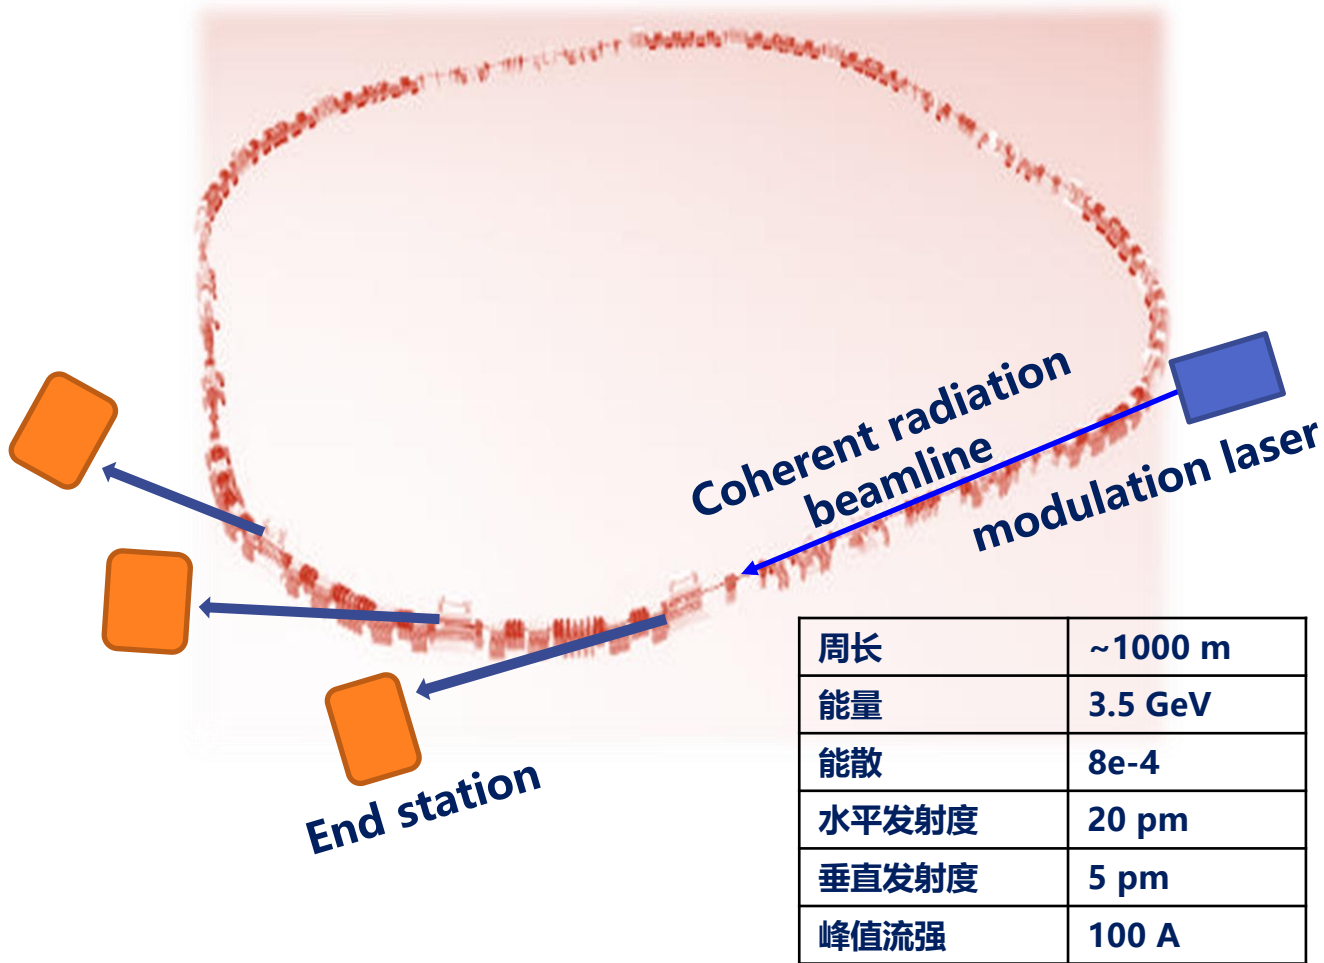 Coherent radiation
beamline
modulation laser
End station
周长 ~1000 m
能量 3.5 GeV
能散 8e-4
水平发射度 20 pm
垂直发射度 5 pm
峰值流强 100 A